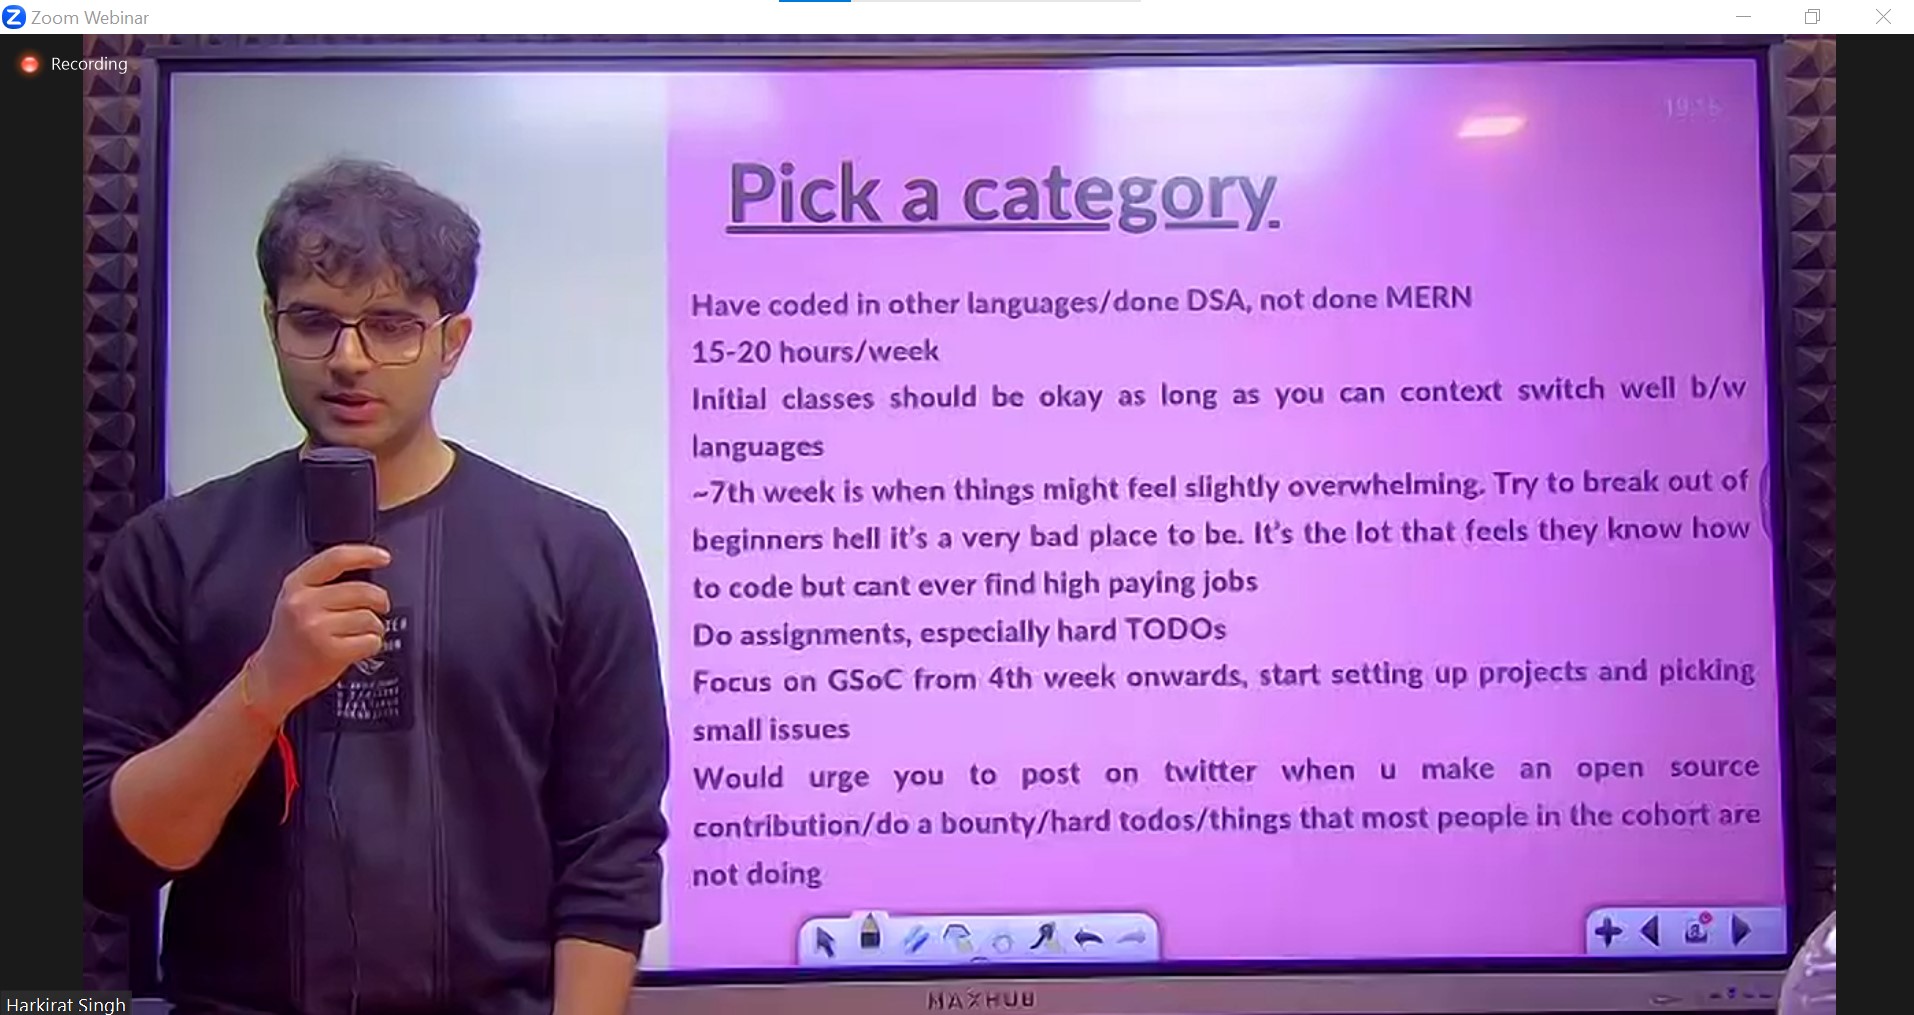 Zoom Webinar
Recording
19:16
Pick a category
Have coded in other languages/done DSA, not done MERN
15-20 hours/week
Initial classes should be okay as long as you can context switch well b/w
languages
~7th week is when things might feel slightly overwhelming. Try to break out of
beginners hell it's a very bad place to be. It's the lot that feels they know how
to code but cant ever find high paying jobs
Do assignments, especially hard TODOs
Focus on GSoC from 4th week onwards, start setting up projects and picking
small issues
Would urge you to post on twitter when u make an open source
contribution/do a bounty/hard todos/things that most people in the cohort are
not doing
MAXHUB
Harkirat Singh